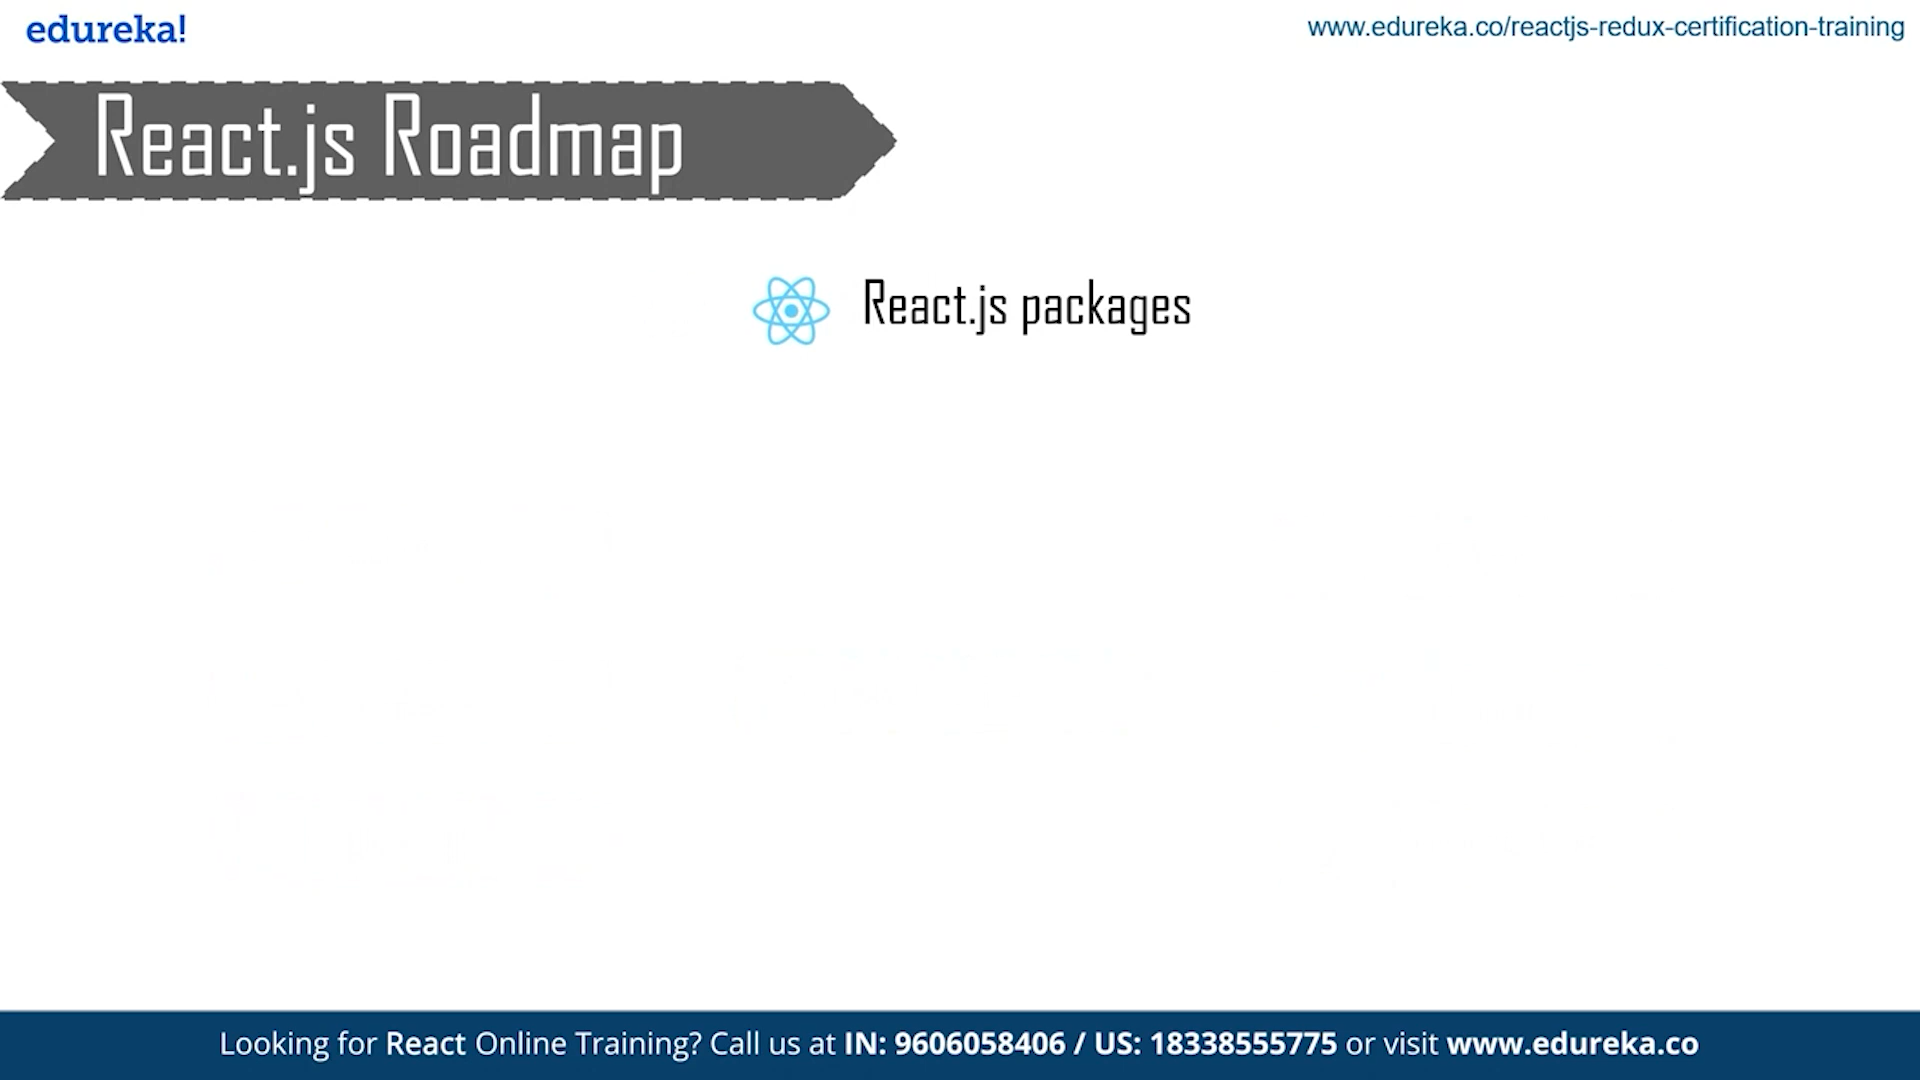 edureka!
www.edureka.co/reactjs-redux-certification-training
React.js Roadmap
React.js packages
Looking for React Online Training? Call us at IN: 9606058406 / US: 18338555775 or visit www.edureka.co